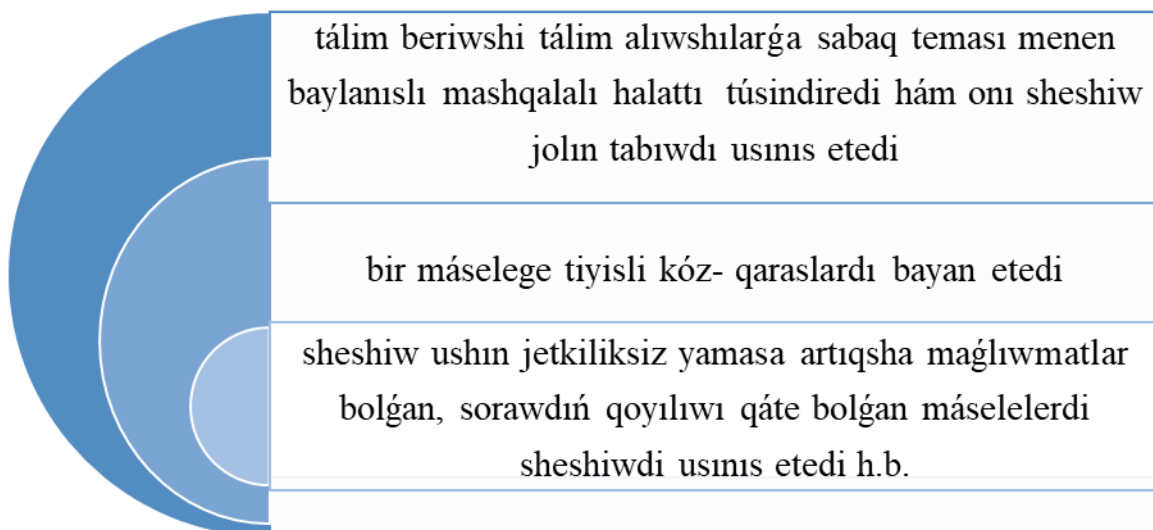 tálim beriwshi tálim alıwshılarǵa sabaq teması menen
baylanıslı mashqalalı halattı túsindiredi hám onı sheshiw
jolın tabıwdı usınıs etedi
bir máselege tiyisli kóz- qaraslardı bayan etedi
sheshiw ushın jetkiliksiz yamasa artıqsha maǵlıwmatlar
bolǵan, sorawdıń qoyılıwı qáte bolǵan máselelerdi
sheshiwdi usınıs etedi h.b.